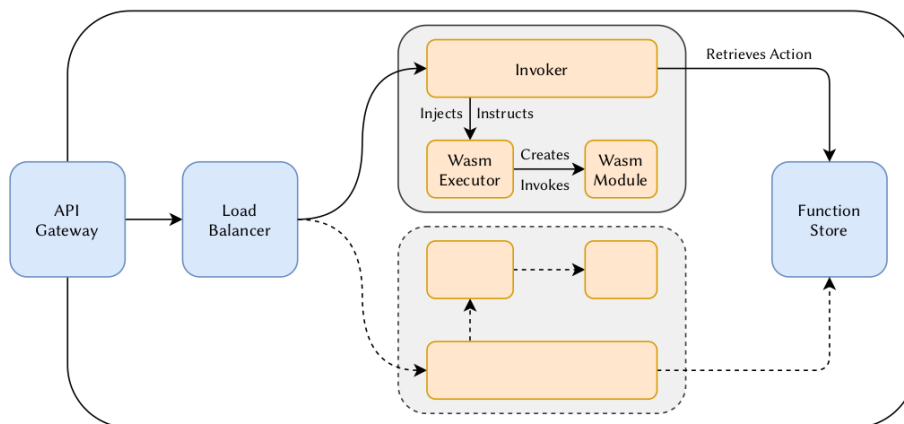 Invoker
Retrieves Action
Injects
Instructs
Wasm
Executor
Creates
Invokes
Wasm
Module
API
Gateway
Load
Balancer
Function
Store